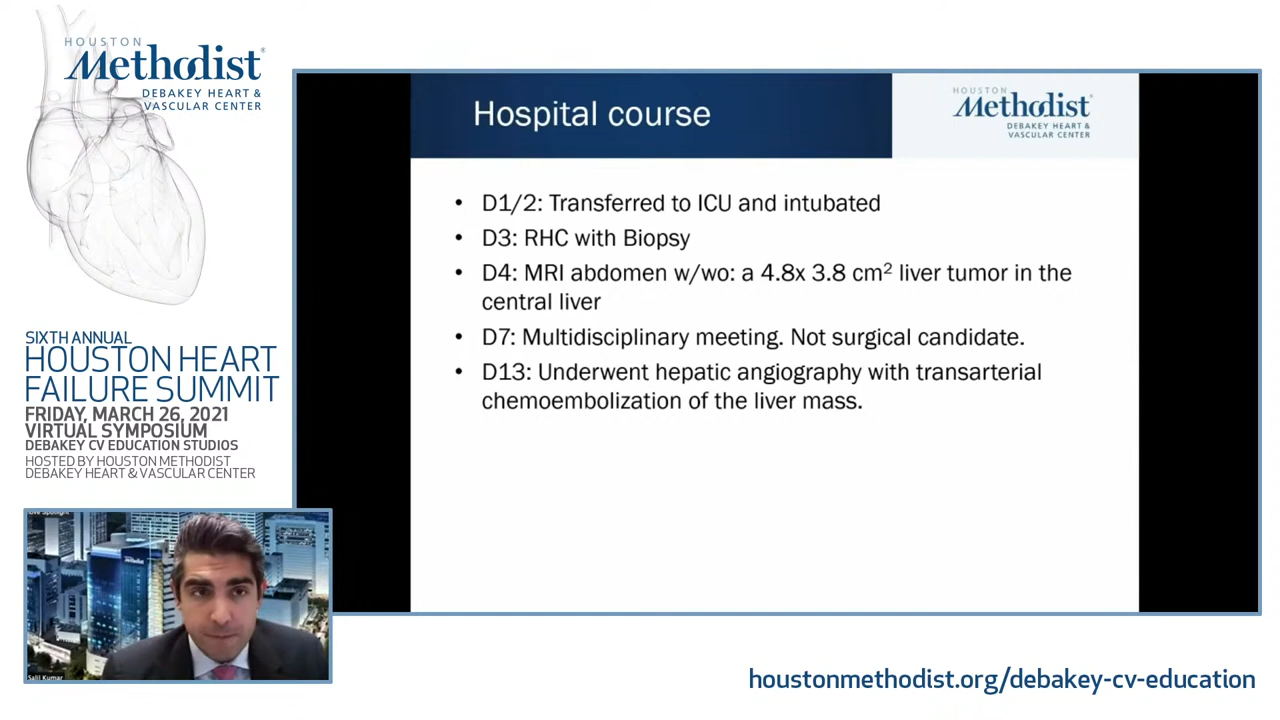 HOUSTON
Methodist
DEBAKEY HEART &
VASCULAR CENTER
SIXTH ANNUAL
HOUSTON HEART
FAILURE SUMMIT
FRIDAY, MARCH 26, 2021
VIRTUAL SYMPOSIUM
DEBAKEY CV EDUCATION STUDIOS
HOSTED BY HOUSTON METHODIST
DEBAKEY HEART & VASCULAR CENTER
Hospital course
HOUSTON
Methodist
DEBAKEY HEART &
VASCULAR CENTER
• D1/2: Transferred to ICU and intubated
• D3: RHC with Biopsy
• D4: MRI abdomen w/wo: a 4.8x 3.8 cm² liver tumor in the
central liver
• D7: Multidisciplinary meeting. Not surgical candidate.
• D13: Underwent hepatic angiography with transarterial
chemoembolization of the liver mass.
Salil Kumar
houstonmethodist.org/debakey-cv-education